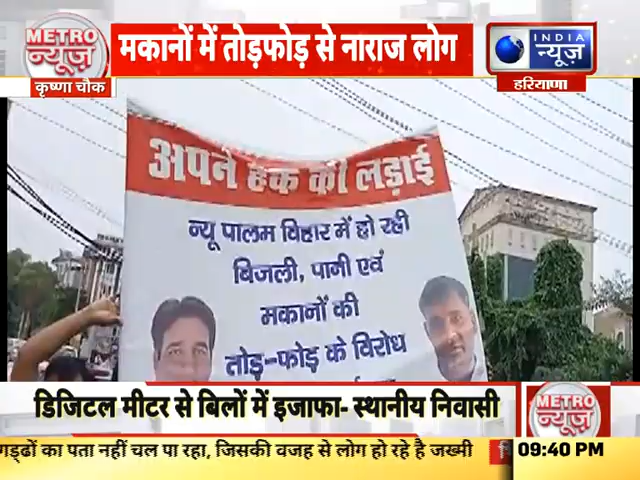 METRO
न्यूज़
मकानों में तोड़फोड़ से नाराज लोग
INDIA
न्यूज़
कृष्णा चौक
हरियाणा
अपने हक की लड़ाई
न्यू पालम विहार में हो रही
बिजली, पानी एवं
मकानों की
तोड़-फोड़ के विरोध
डिजिटल मीटर से बिलों में इजाफा- स्थानीय निवासी
METRO
न्यूज़
गड्ढों का पता नहीं चल पा रहा, जिसकी वजह से लोग हो रहे है जख्मी
09:40 PM